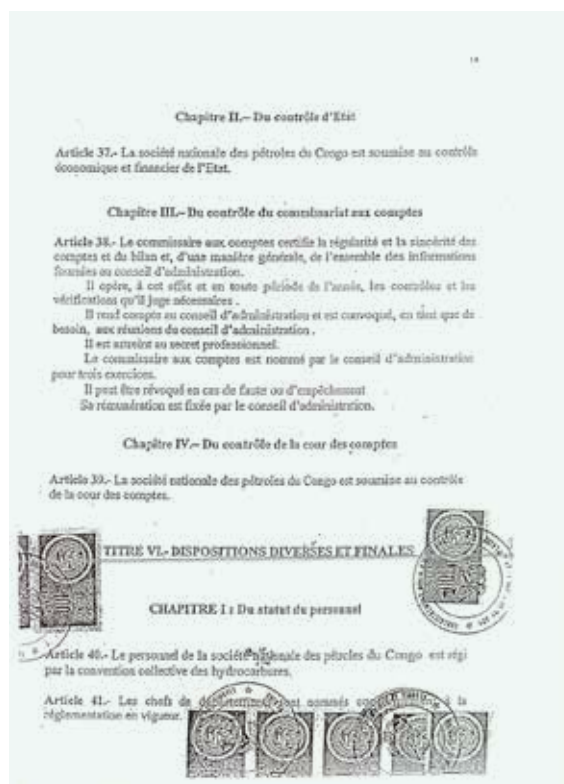 Chapitre II.– Du contrôle d'Etat
Article 37.- La société nationale des pétroles du Congo est soumise au contrôle
économique et financier de l'Etat.
Chapitre III.– Du contrôle du commissariat aux comptes
Article 38.- Le commissaire aux comptes certifie la régularité et la sincérité des
comptes et du bilan et, d'une manière générale, de l'ensemble des informations
fournies au conseil d'administration.
Il opère, à cet effet et en toute période de l'année, les contrôles et les
vérifications qu'il juge nécessaires .
Il rend compte au conseil d'administration et est convoqué, en tant que de
besoin, aux réunions du conseil d'administration .
Il est astreint au secret professionnel.
Le commissaire aux comptes est nommé par le conseil d'administration
pour trois exercices.
Il peut être révoqué en cas de faute ou d'empêchement
Sa rémunération est fixée par le conseil d'administration.
Chapitre IV.– Du contrôle de la cour des comptes
Article 39.- La société nationale des pétroles du Congo est soumise au contrôle
de la cour des comptes.
TITRE VI.- DISPOSITIONS DIVERSES ET FINALES
CHAPITRE I : Du statut du personnel
Article 40.- Le personnel de la société nationale des pétroles du Congo est régi
par la convention collective des hydrocarbures.
Article 41.- Les chefs de département sont nommés à la
réglementation en vigueur.